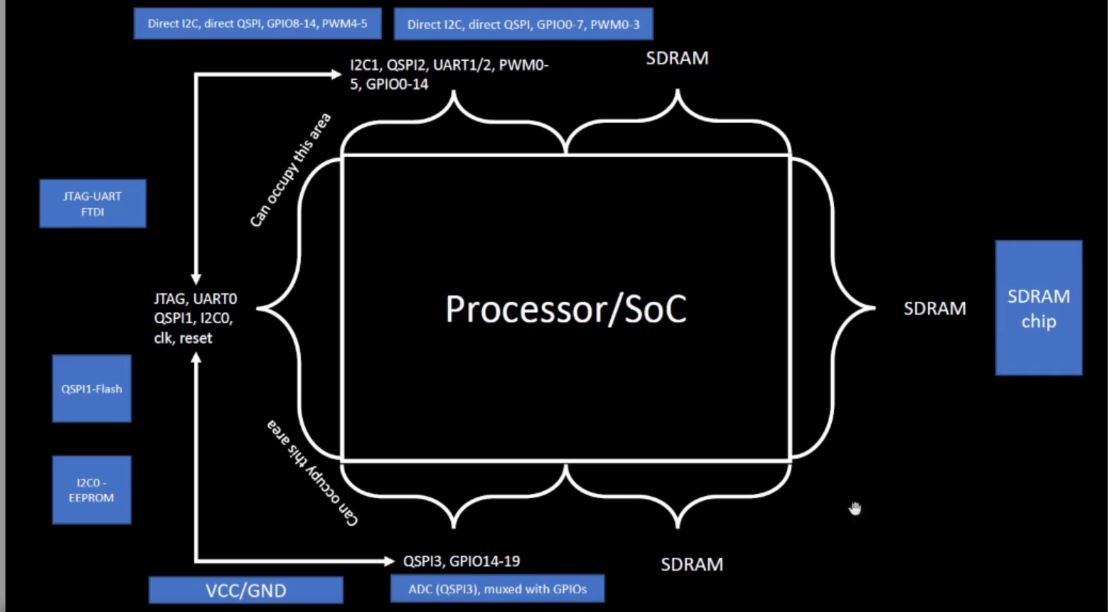 Direct I2C, direct QSPI, GPIO8-14, PWM4-5
Direct I2C, direct QSPI, GPIO0-7, PWM0-3
I2C1, QSPI2, UART1/2, PWM0-
5, GPIO0-14
SDRAM
Can occupy this area
JTAG-UART
FTDI
JTAG, UART0
QSPI1, I2C0,
clk, reset
Processor/SoC
SDRAM
SDRAM
chip
QSPI1-Flash
I2C0 -
EEPROM
Can occupy this area
QSPI3, GPIO14-19
SDRAM
VCC/GND
ADC (QSPI3), muxed with GPIOs